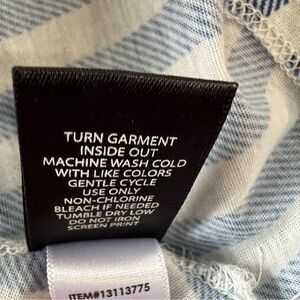 TURN GARMENT
INSIDE OUT
MACHINE WASH COLD
WITH LIKE COLORS
GENTLE CYCLE
USE ONLY
NON-CHLORINE
BLEACH IF NEEDED
TUMBLE DRY LOW
DO NOT IRON
SCREEN PRINT
ITEM#13113775